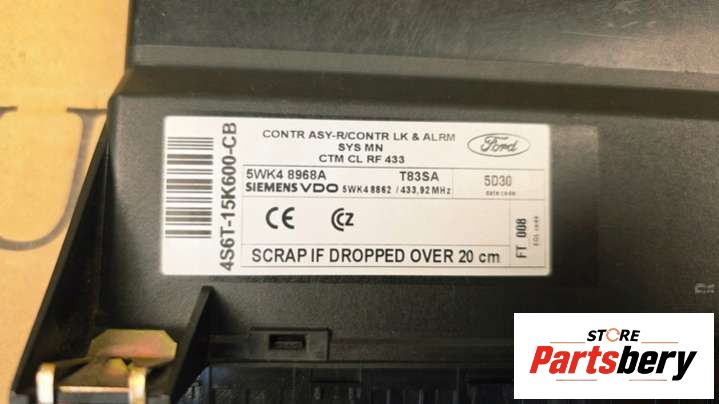 CONTR ASY-R/CONTR LK & ALRM
SYS MN
CTM CL RF 433
Ford
4S6T-15K600-CB
5WK4 8968A T83SA
SIEMENS VDO 5WK4 8862 / 433,92 MHz
5D30
date code
CE CZ
FT 008
EOL code
SCRAP IF DROPPED OVER 20 cm
STORE
Partsbery